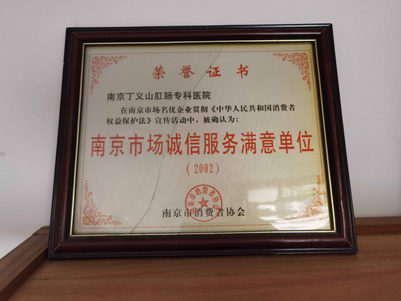 荣誉证书
南京丁义山肛肠专科医院
在南京市场名优企业贯彻《中华人民共和国消费者
权益保护法》宣传活动中，被确认为：
南京市场诚信服务满意单位
(2002)
南京市消费者协会